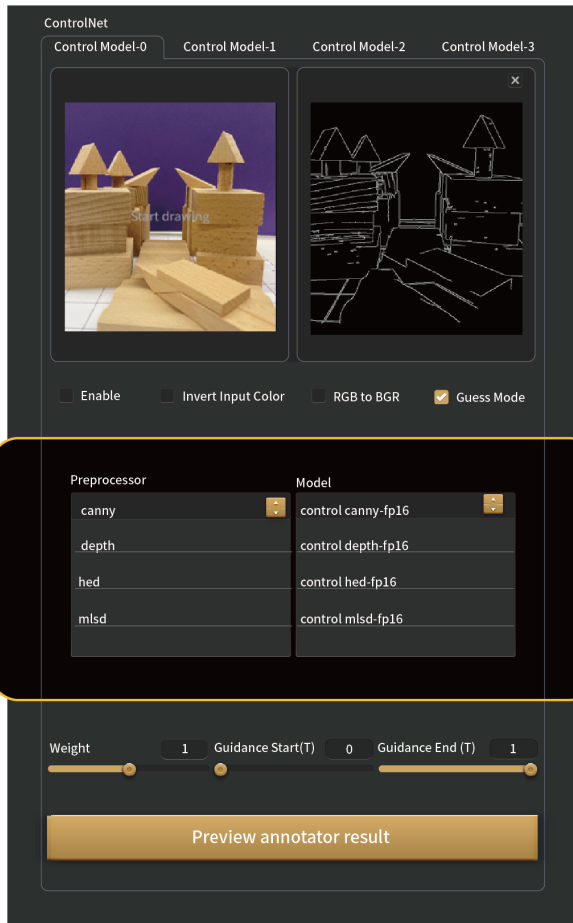 ControlNet
Control Model-0 Control Model-1 Control Model-2 Control Model-3
×
Start drawing
Enable Invert Input Color RGB to BGR Guess Mode
Preprocessor Model
canny control canny-fp16
depth control depth-fp16
hed control hed-fp16
mlsd control mlsd-fp16
Weight 1 Guidance Start(T) 0 Guidance End (T) 1
Preview annotator result